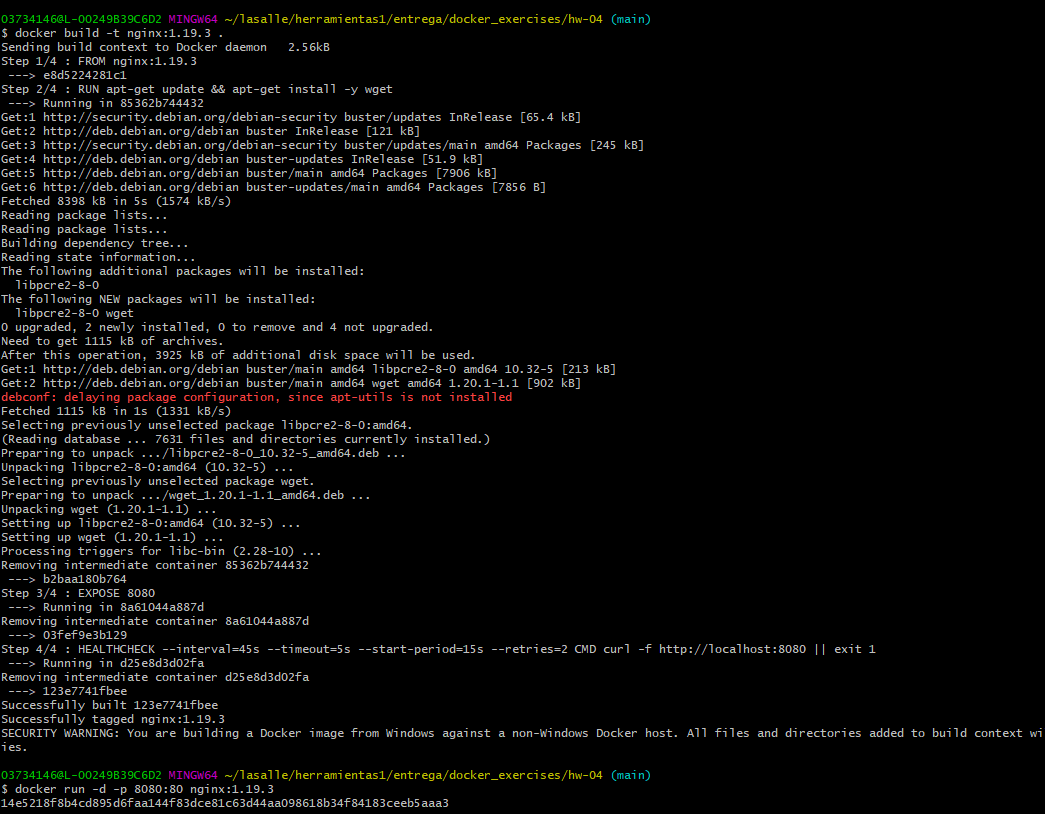 03734146@L-00249B39C6D2 MINGW64 ~/lasalle/herramientas1/entrega/docker_exercises/hw-04 (main)
$ docker build -t nginx:1.19.3 .
Sending build context to Docker daemon   2.56kB
Step 1/4 : FROM nginx:1.19.3
 ---> e8d5224281c1
Step 2/4 : RUN apt-get update && apt-get install -y wget
 ---> Running in 85362b744432
Get:1 http://security.debian.org/debian-security buster/updates InRelease [65.4 kB]
Get:2 http://deb.debian.org/debian buster InRelease [121 kB]
Get:3 http://security.debian.org/debian-security buster/updates/main amd64 Packages [245 kB]
Get:4 http://deb.debian.org/debian buster-updates InRelease [51.9 kB]
Get:5 http://deb.debian.org/debian buster/main amd64 Packages [7906 kB]
Get:6 http://deb.debian.org/debian buster-updates/main amd64 Packages [7856 B]
Fetched 8398 kB in 5s (1574 kB/s)
Reading package lists...
Reading package lists...
Building dependency tree...
Reading state information...
The following additional packages will be installed:
  libpcre2-8-0
The following NEW packages will be installed:
  libpcre2-8-0 wget
0 upgraded, 2 newly installed, 0 to remove and 4 not upgraded.
Need to get 1115 kB of archives.
After this operation, 3925 kB of additional disk space will be used.
Get:1 http://deb.debian.org/debian buster/main amd64 libpcre2-8-0 amd64 10.32-5 [213 kB]
Get:2 http://deb.debian.org/debian buster/main amd64 wget amd64 1.20.1-1.1 [902 kB]
debconf: delaying package configuration, since apt-utils is not installed
Fetched 1115 kB in 1s (1331 kB/s)
Selecting previously unselected package libpcre2-8-0:amd64.
(Reading database ... 7631 files and directories currently installed.)
Preparing to unpack .../libpcre2-8-0_10.32-5_amd64.deb ...
Unpacking libpcre2-8-0:amd64 (10.32-5) ...
Selecting previously unselected package wget.
Preparing to unpack .../wget_1.20.1-1.1_amd64.deb ...
Unpacking wget (1.20.1-1.1) ...
Setting up libpcre2-8-0:amd64 (10.32-5) ...
Setting up wget (1.20.1-1.1) ...
Processing triggers for libc-bin (2.28-10) ...
Removing intermediate container 85362b744432
 ---> b2baa180b764
Step 3/4 : EXPOSE 8080
 ---> Running in 8a61044a887d
Removing intermediate container 8a61044a887d
 ---> 03fef9e3b129
Step 4/4 : HEALTHCHECK --interval=45s --timeout=5s --start-period=15s --retries=2 CMD curl -f http://localhost:8080 || exit 1
 ---> Running in d25e8d3d02fa
Removing intermediate container d25e8d3d02fa
 ---> 123e7741fbee
Successfully built 123e7741fbee
Successfully tagged nginx:1.19.3
SECURITY WARNING: You are building a Docker image from Windows against a non-Windows Docker host. All files and directories added to build context wi
ies.
03734146@L-00249B39C6D2 MINGW64 ~/lasalle/herramientas1/entrega/docker_exercises/hw-04 (main)
$ docker run -d -p 8080:80 nginx:1.19.3
14e5218f8b4cd895d6faa144f83dce81c63d44aa098618b34f84183ceeb5aaa3